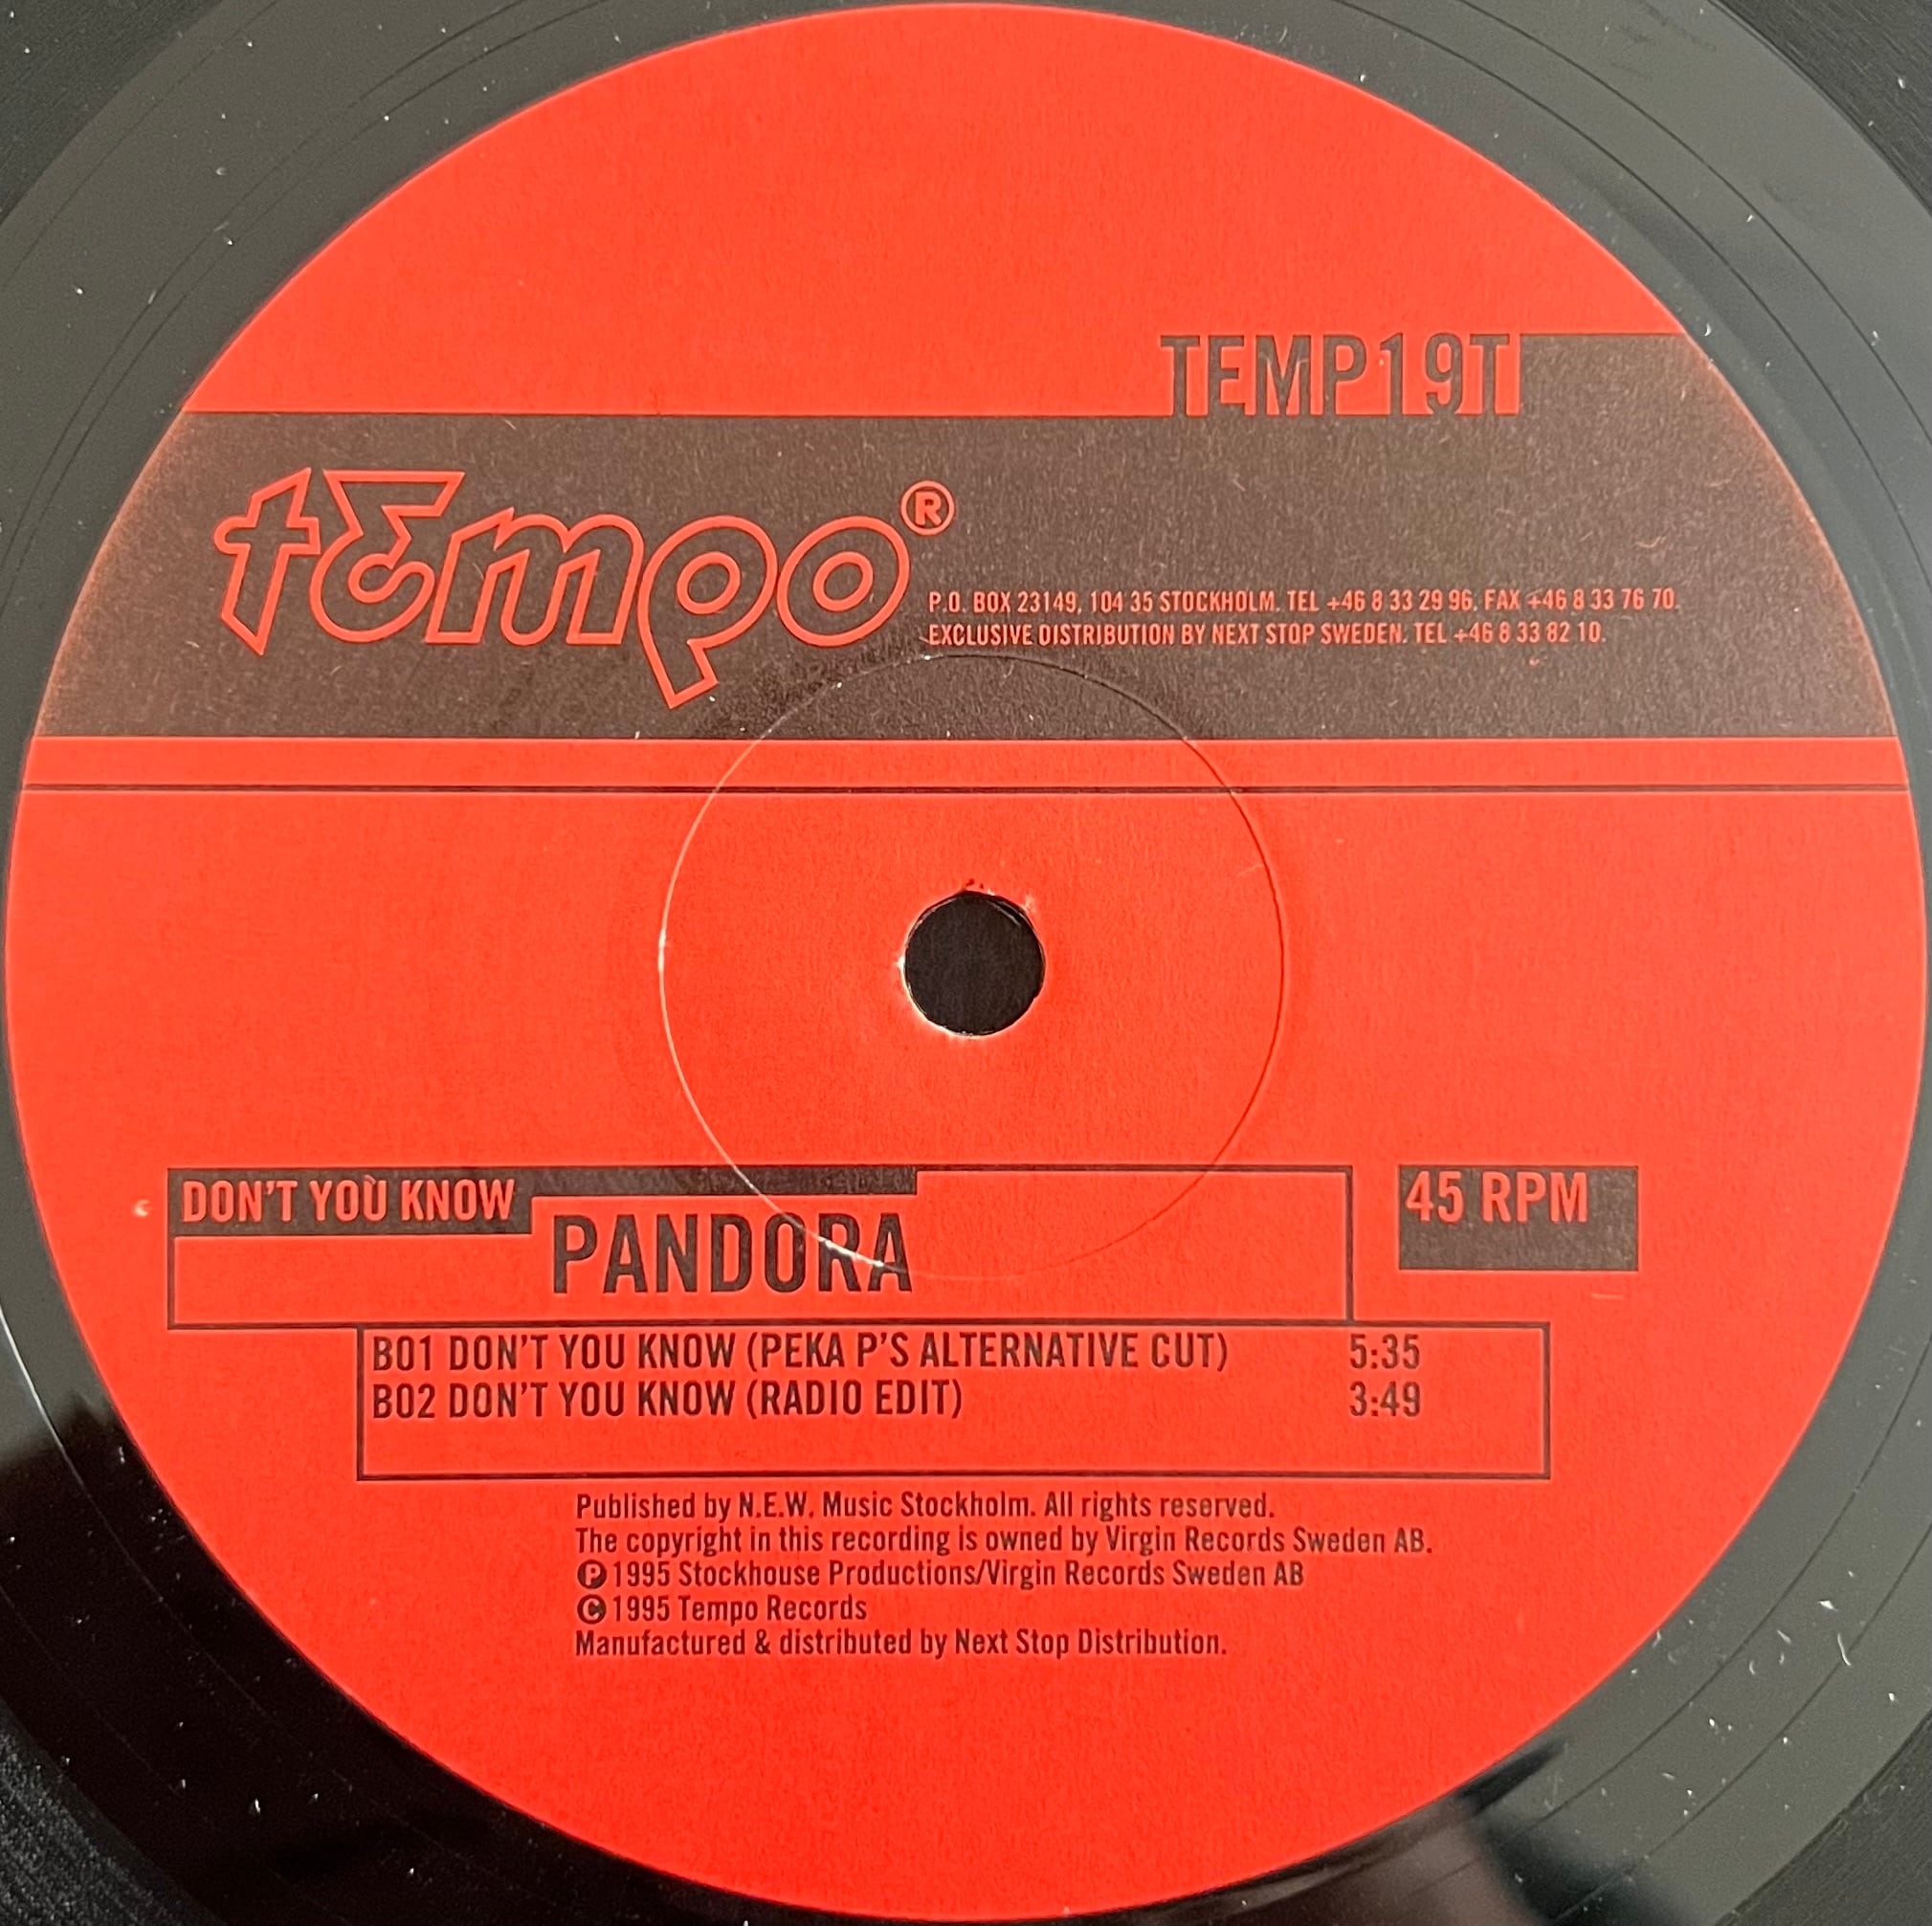 TEMP19T
tempo®
P.O. BOX 23149, 104 35 STOCKHOLM. TEL +46 8 33 29 96. FAX +46 8 33 76 70.
EXCLUSIVE DISTRIBUTION BY NEXT STOP SWEDEN. TEL +46 8 33 82 10.
DON'T YOU KNOW
PANDORA
45 RPM
B01 DON'T YOU KNOW (PEKA P'S ALTERNATIVE CUT) 5:35
B02 DON'T YOU KNOW (RADIO EDIT) 3:49
Published by N.E.W. Music Stockholm. All rights reserved.
The copyright in this recording is owned by Virgin Records Sweden AB.
℗ 1995 Stockhouse Productions/Virgin Records Sweden AB
© 1995 Tempo Records
Manufactured & distributed by Next Stop Distribution.